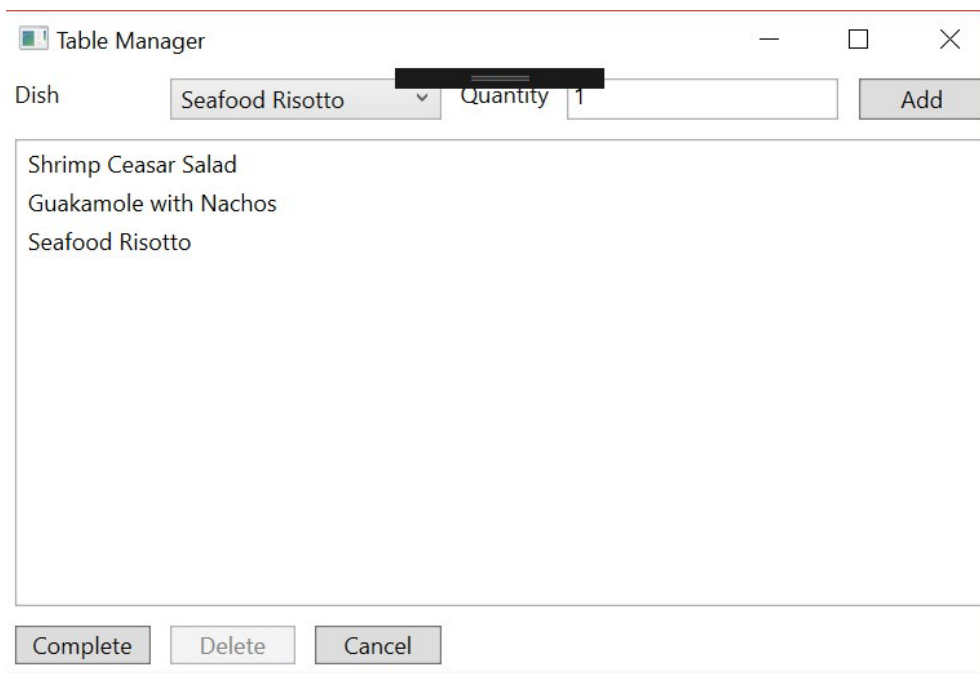 Table Manager
Dish Seafood Risotto Quantity 1 Add
Shrimp Ceasar Salad
Guakamole with Nachos
Seafood Risotto
Complete Delete Cancel